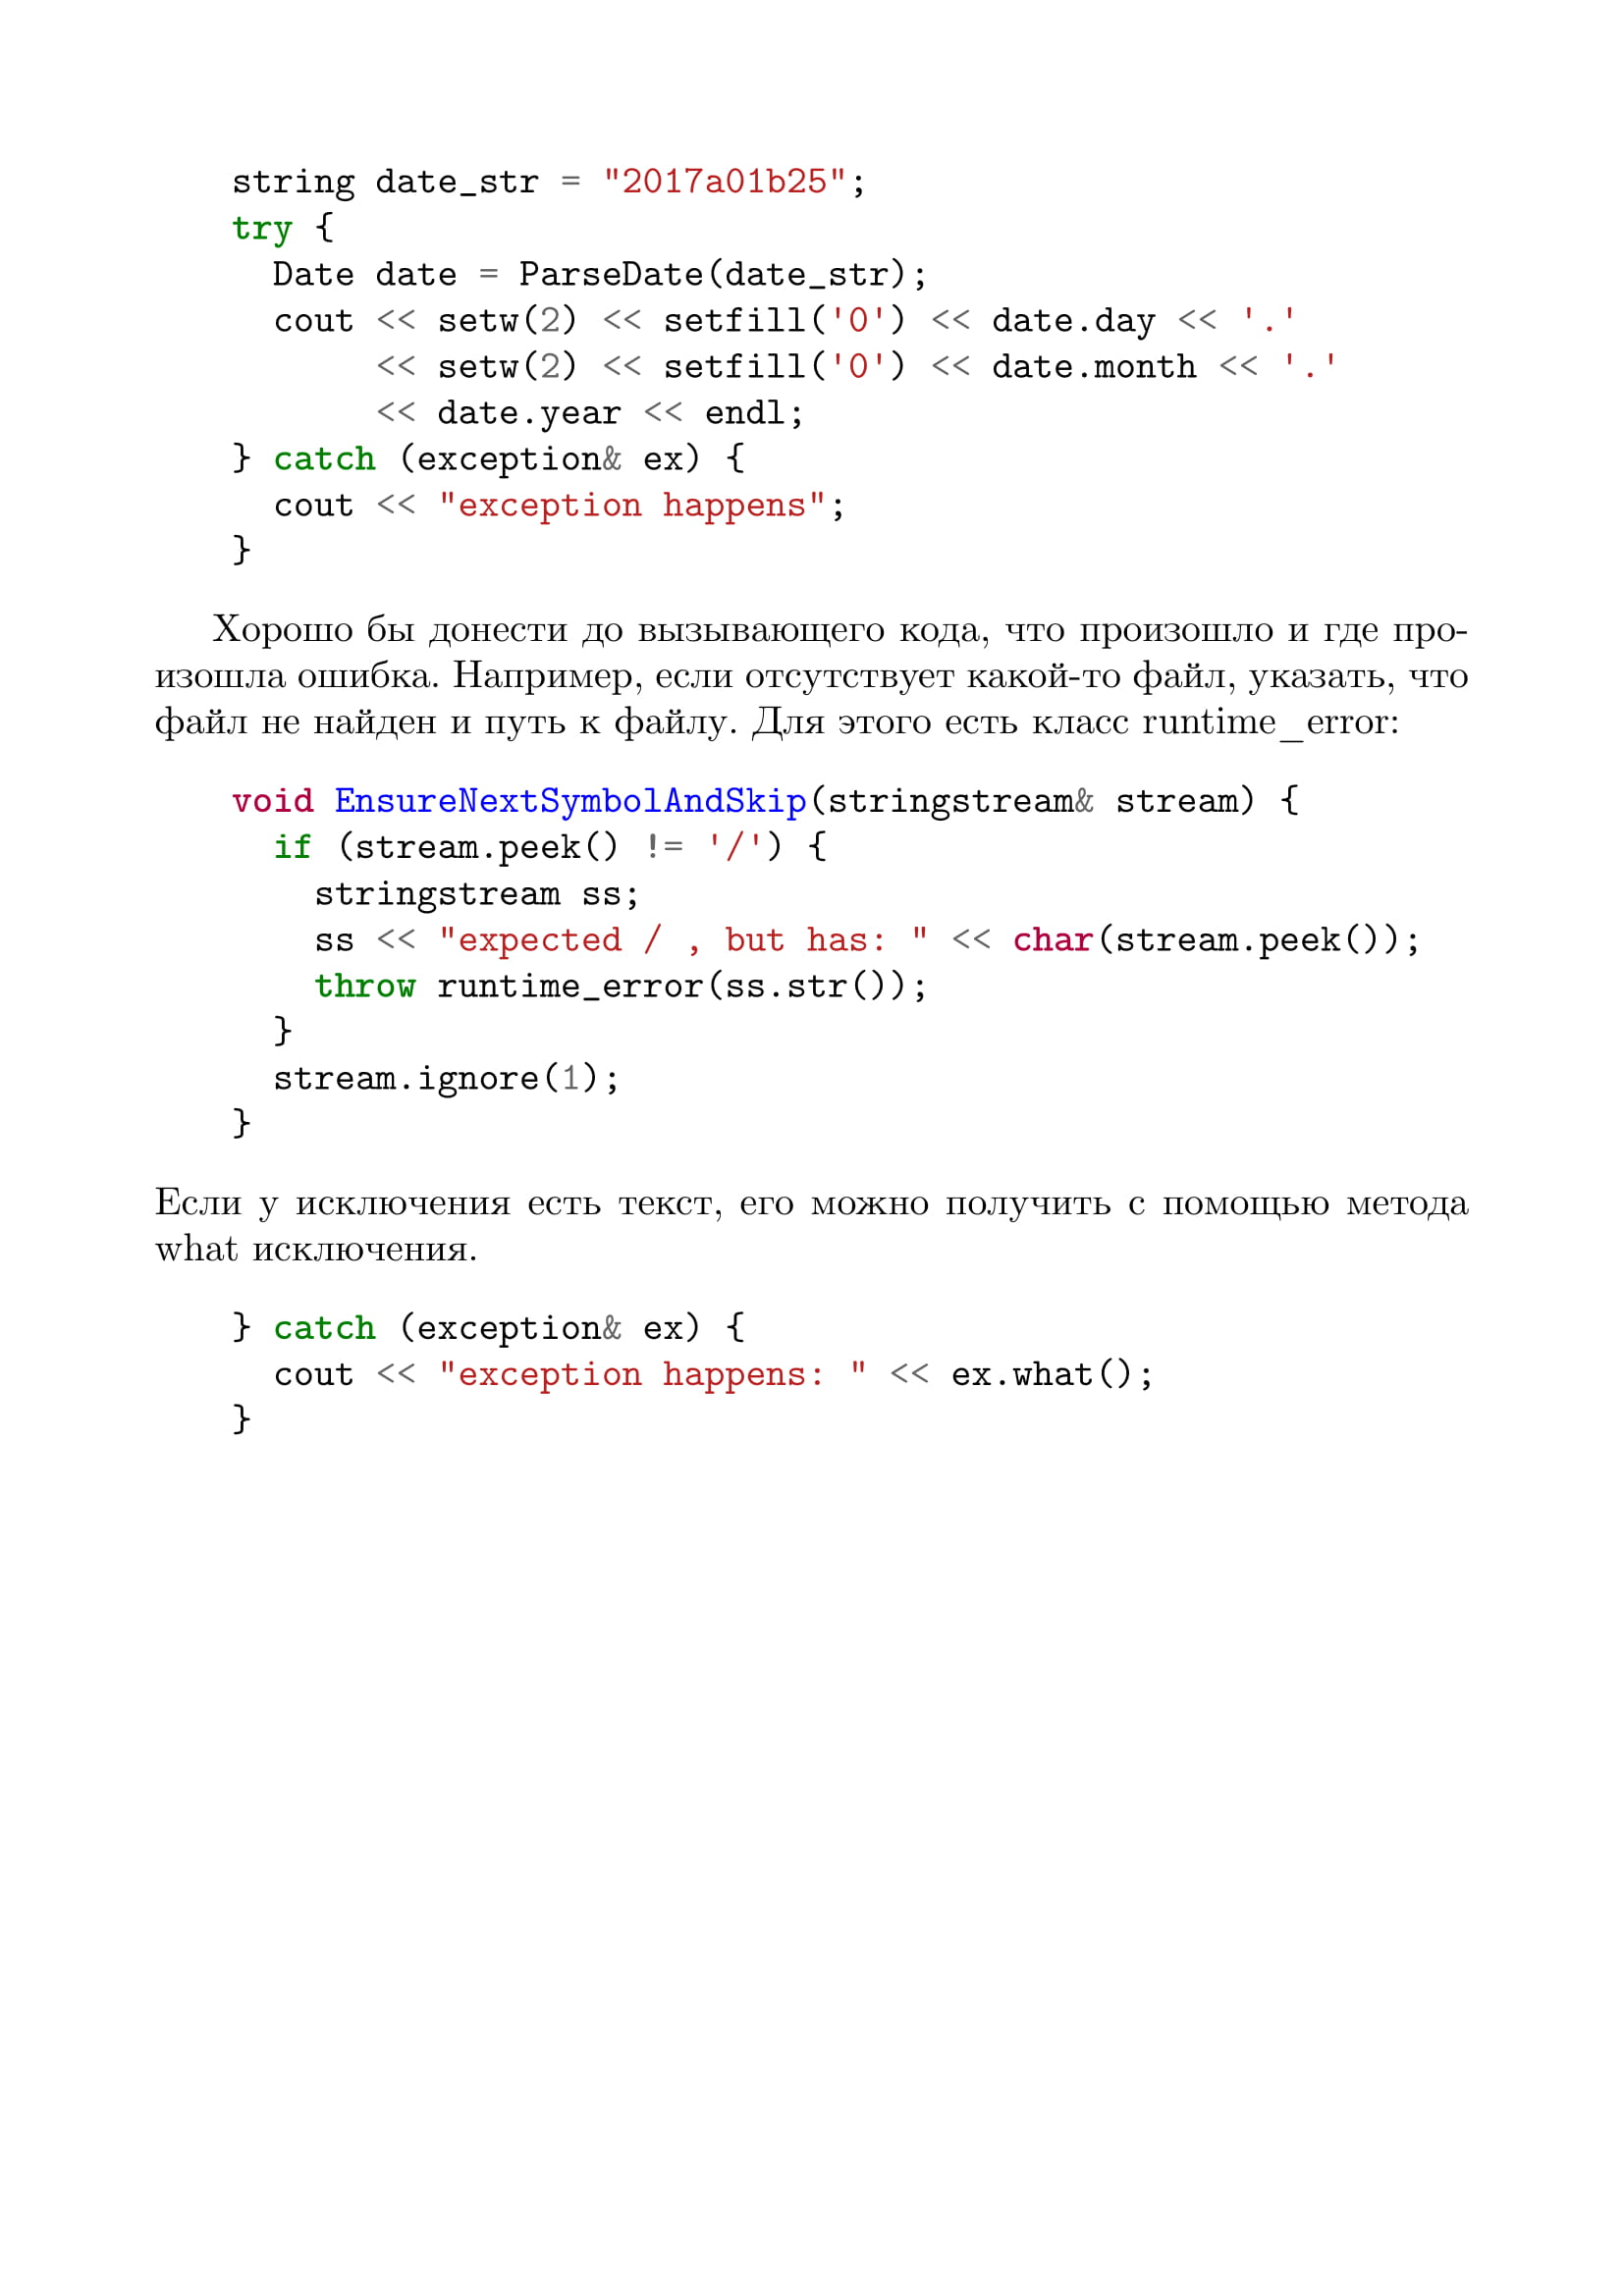 string date_str = "2017a01b25";
try {
  Date date = ParseDate(date_str);
  cout << setw(2) << setfill('0') << date.day << '.'
       << setw(2) << setfill('0') << date.month << '.'
       << date.year << endl;
} catch (exception& ex) {
  cout << "exception happens";
}
Хорошо бы донести до вызывающего кода, что произошло и где про-
изошла ошибка. Например, если отсутствует какой-то файл, указать, что
файл не найден и путь к файлу. Для этого есть класс runtime_error:
void EnsureNextSymbolAndSkip(stringstream& stream) {
  if (stream.peek() != '/') {
    stringstream ss;
    ss << "expected / , but has: " << char(stream.peek());
    throw runtime_error(ss.str());
  }
  stream.ignore(1);
}
Если у исключения есть текст, его можно получить с помощью метода
what исключения.
} catch (exception& ex) {
  cout << "exception happens: " << ex.what();
}